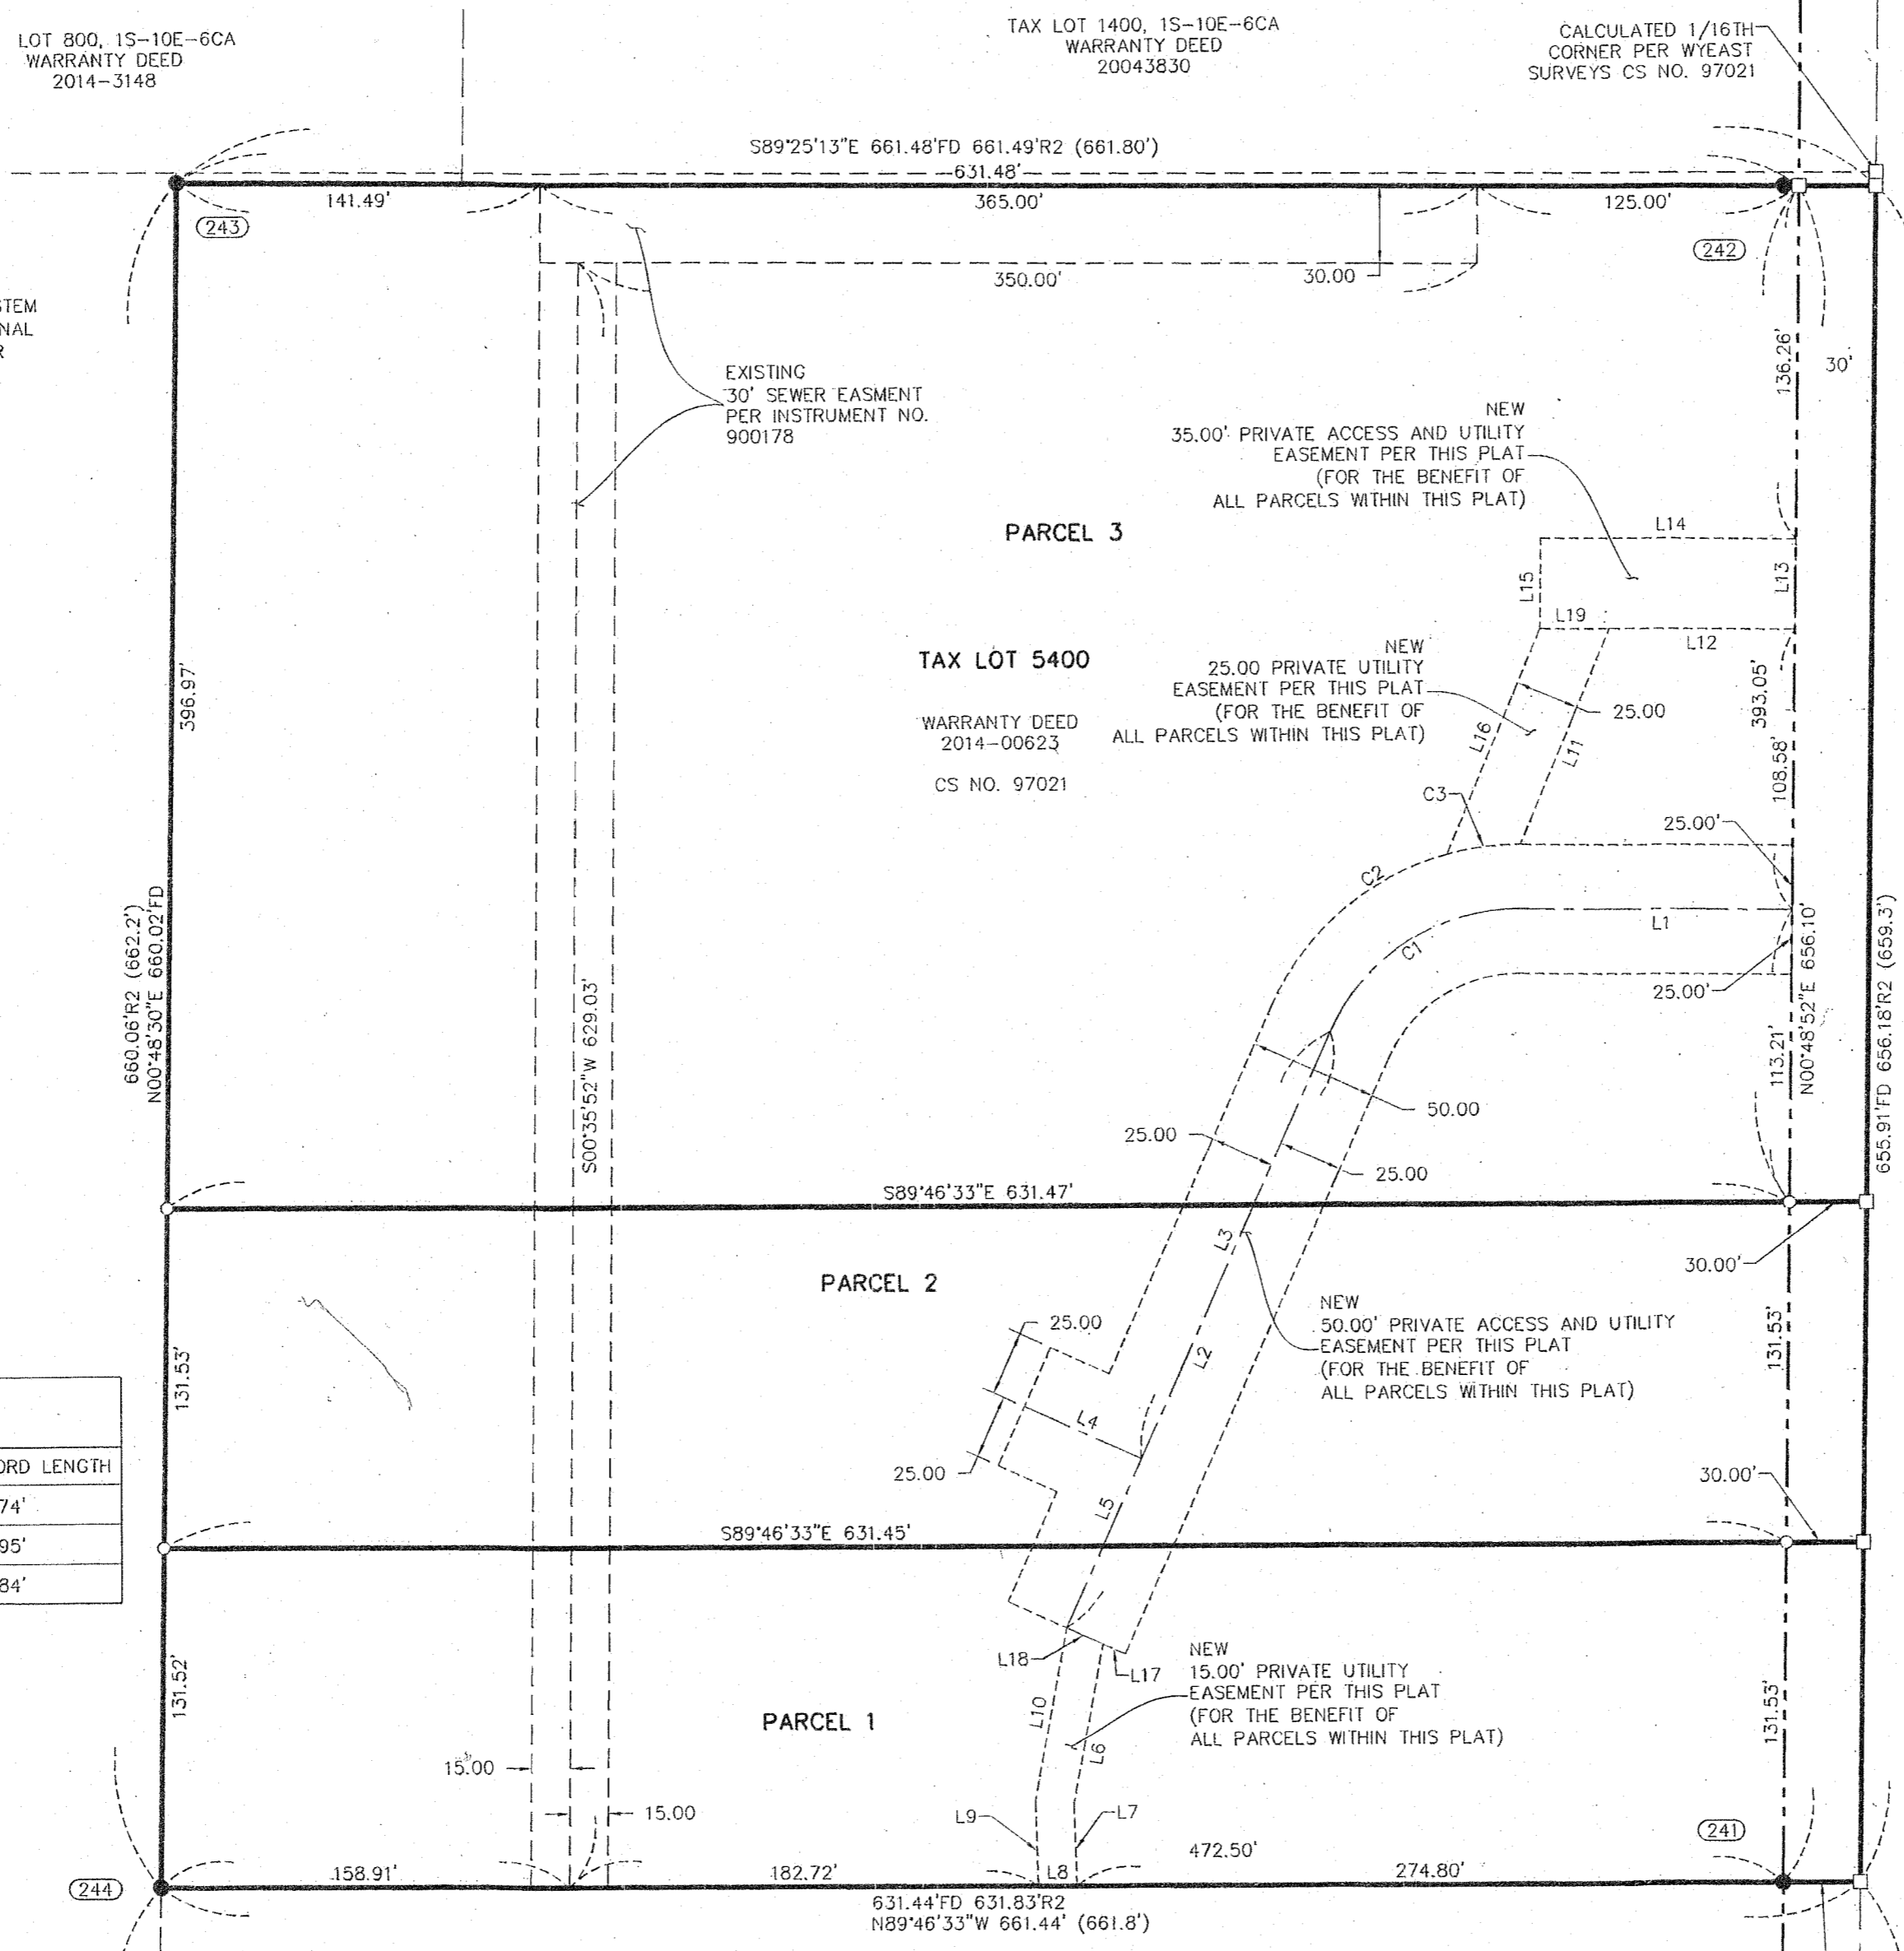 LOT 800, 1S-10E-6CA
WARRANTY DEED
2014-3148
TAX LOT 1400, 1S-10E-6CA
WARRANTY DEED
20043830
CALCULATED 1/16TH
CORNER PER WYEAST
SURVEYS CS NO. 97021
S89°25'13"E 661.48'FD 661.49'R2 (661.80')
631.48'
141.49'
365.00'
125.00'
243
242
350.00'
30.00
STEM
NAL
R
136.26'
30'
EXISTING
30' SEWER EASMENT
PER INSTRUMENT NO.
900178
NEW
35.00' PRIVATE ACCESS AND UTILITY
EASEMENT PER THIS PLAT
(FOR THE BENEFIT OF
ALL PARCELS WITHIN THIS PLAT)
PARCEL 3
L14
L15
L13
L19
L12
TAX LOT 5400
NEW
25.00 PRIVATE UTILITY
EASEMENT PER THIS PLAT
(FOR THE BENEFIT OF
ALL PARCELS WITHIN THIS PLAT)
WARRANTY DEED
2014-00623
CS NO. 97021
396.97'
25.00
393.05'
L16
L11
108.58'
C3
25.00'
C2
L1
C1
25.00'
660.06'R2 (662.2')
N00°48'30"E 660.02'FD
S00°35'52"W 629.03'
113.21'
N00°48'52"E 656.10'
655.91'FD 656.18'R2 (659.3')
50.00
25.00
25.00
S89°46'33"E 631.47'
L3
30.00'
PARCEL 2
NEW
50.00' PRIVATE ACCESS AND UTILITY
EASEMENT PER THIS PLAT
(FOR THE BENEFIT OF
ALL PARCELS WITHIN THIS PLAT)
25.00
L2
131.53'
131.53'
L4
25.00
ORD LENGTH
74'
95'
84'
30.00'
L5
S89°46'33"E 631.45'
L18
L17
NEW
15.00' PRIVATE UTILITY
EASEMENT PER THIS PLAT
(FOR THE BENEFIT OF
ALL PARCELS WITHIN THIS PLAT)
131.52'
131.53'
PARCEL 1
L10
L6
15.00
15.00
L9
L7
241
472.50'
244
158.91'
182.72'
L8
274.80'
631.44'FD 631.83'R2
N89°46'33"W 661.44' (661.8')